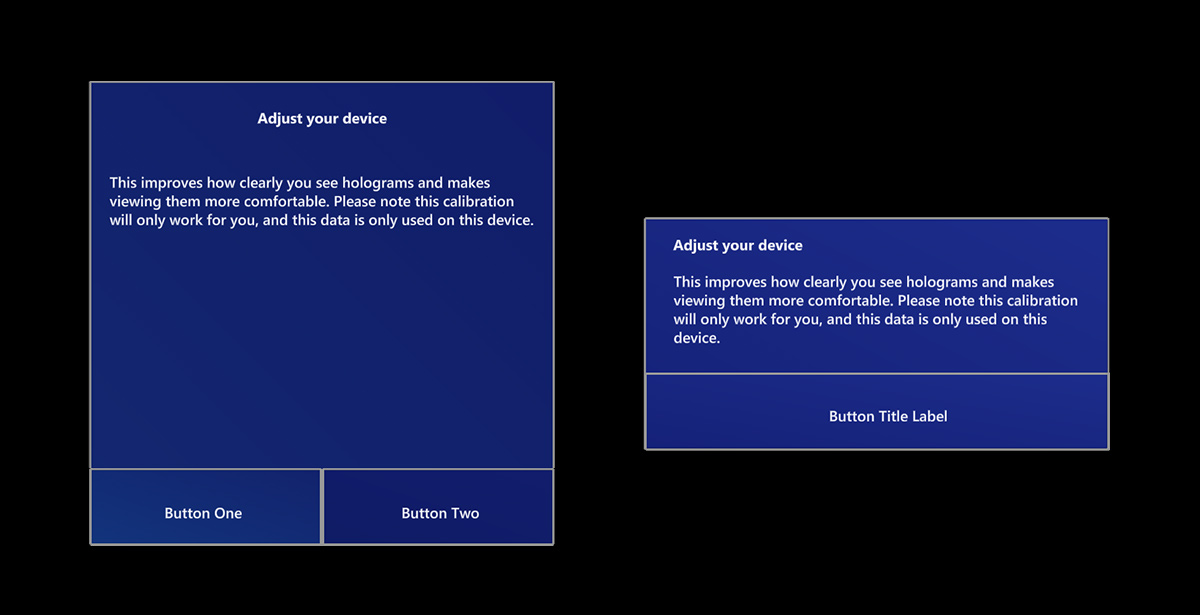 Adjust your device
This improves how clearly you see holograms and makes
viewing them more comfortable. Please note this calibration
will only work for you, and this data is only used on this device.
Button One
Button Two
Adjust your device
This improves how clearly you see holograms and makes
viewing them more comfortable. Please note this calibration
will only work for you, and this data is only used on this
device.
Button Title Label